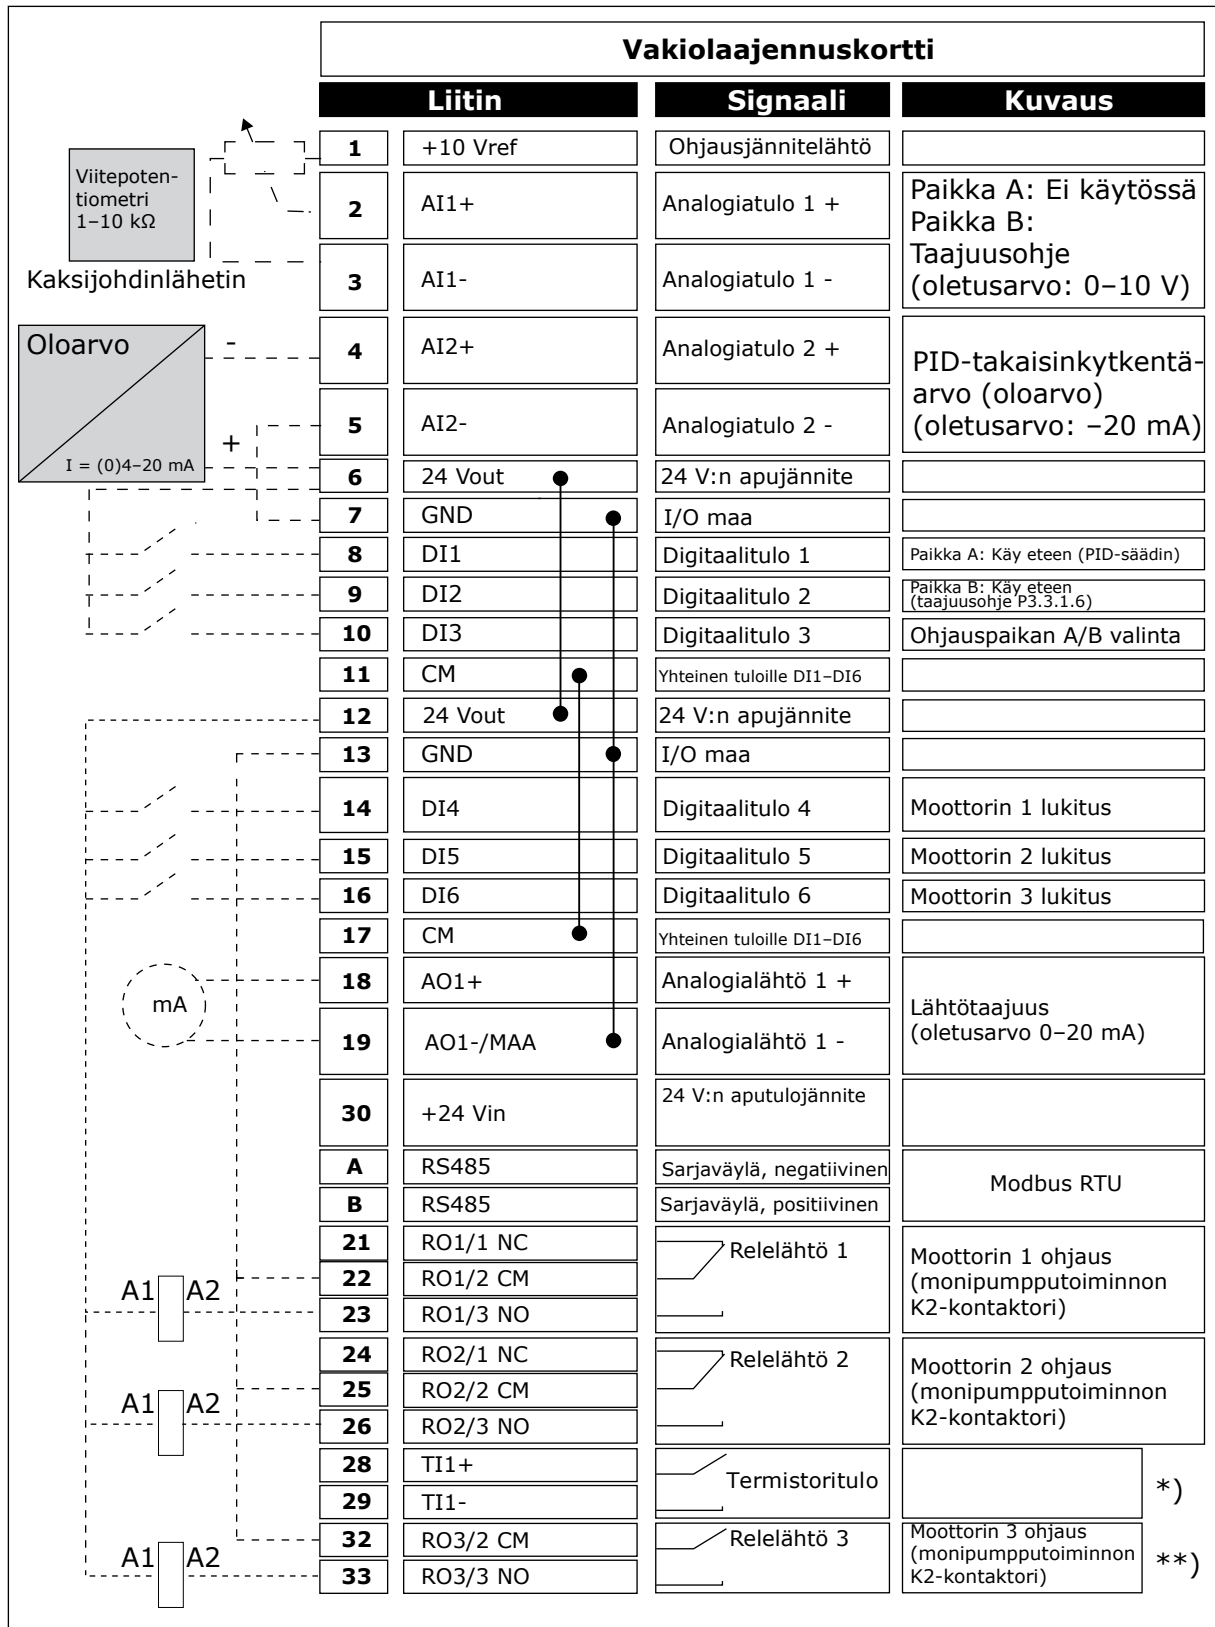 Vakiolaajennuskortti
Liitin Signaali Kuvaus
1 +10 Vref Ohjausjännitelähtö
Viitepoten-
tiometri
1–10 kΩ
2 AI1+ Analogiatulo 1 +
Paikka A: Ei käytössä
Paikka B:
Taajuusohje
(oletusarvo: 0–10 V)
Kaksijohdinlähetin
3 AI1- Analogiatulo 1 -
Oloarvo
-
+
I = (0)4–20 mA
4 AI2+ Analogiatulo 2 +
PID-takaisinkytkentä-
arvo (oloarvo)
(oletusarvo: –20 mA)
5 AI2- Analogiatulo 2 -
6 24 Vout 24 V:n apujännite
7 GND I/O maa
8 DI1 Digitaalitulo 1 Paikka A: Käy eteen (PID-säädin)
9 DI2 Digitaalitulo 2 Paikka B: Käy eteen
(taajuusohje P3.3.1.6)
10 DI3 Digitaalitulo 3 Ohjauspaikan A/B valinta
11 CM Yhteinen tuloille DI1–DI6
12 24 Vout 24 V:n apujännite
13 GND I/O maa
14 DI4 Digitaalitulo 4 Moottorin 1 lukitus
15 DI5 Digitaalitulo 5 Moottorin 2 lukitus
16 DI6 Digitaalitulo 6 Moottorin 3 lukitus
17 CM Yhteinen tuloille DI1–DI6
mA
18 AO1+ Analogialähtö 1 +
Lähtötaajuus
(oletusarvo 0–20 mA)
19 AO1-/MAA Analogialähtö 1 -
30 +24 Vin 24 V:n aputulojännite
A RS485 Sarjaväylä, negatiivinen
Modbus RTU
B RS485 Sarjaväylä, positiivinen
21 RO1/1 NC Relelähtö 1
Moottorin 1 ohjaus
(monipumpputoiminnon
K2-kontaktori)
22 RO1/2 CM
A1 A2
23 RO1/3 NO
24 RO2/1 NC Relelähtö 2
Moottorin 2 ohjaus
(monipumpputoiminnon
K2-kontaktori)
25 RO2/2 CM
A1 A2
26 RO2/3 NO
28 TI1+ Termistoritulo *)
29 TI1-
32 RO3/2 CM Relelähtö 3
Moottorin 3 ohjaus
(monipumpputoiminnon
K2-kontaktori)
**)
A1 A2
33 RO3/3 NO